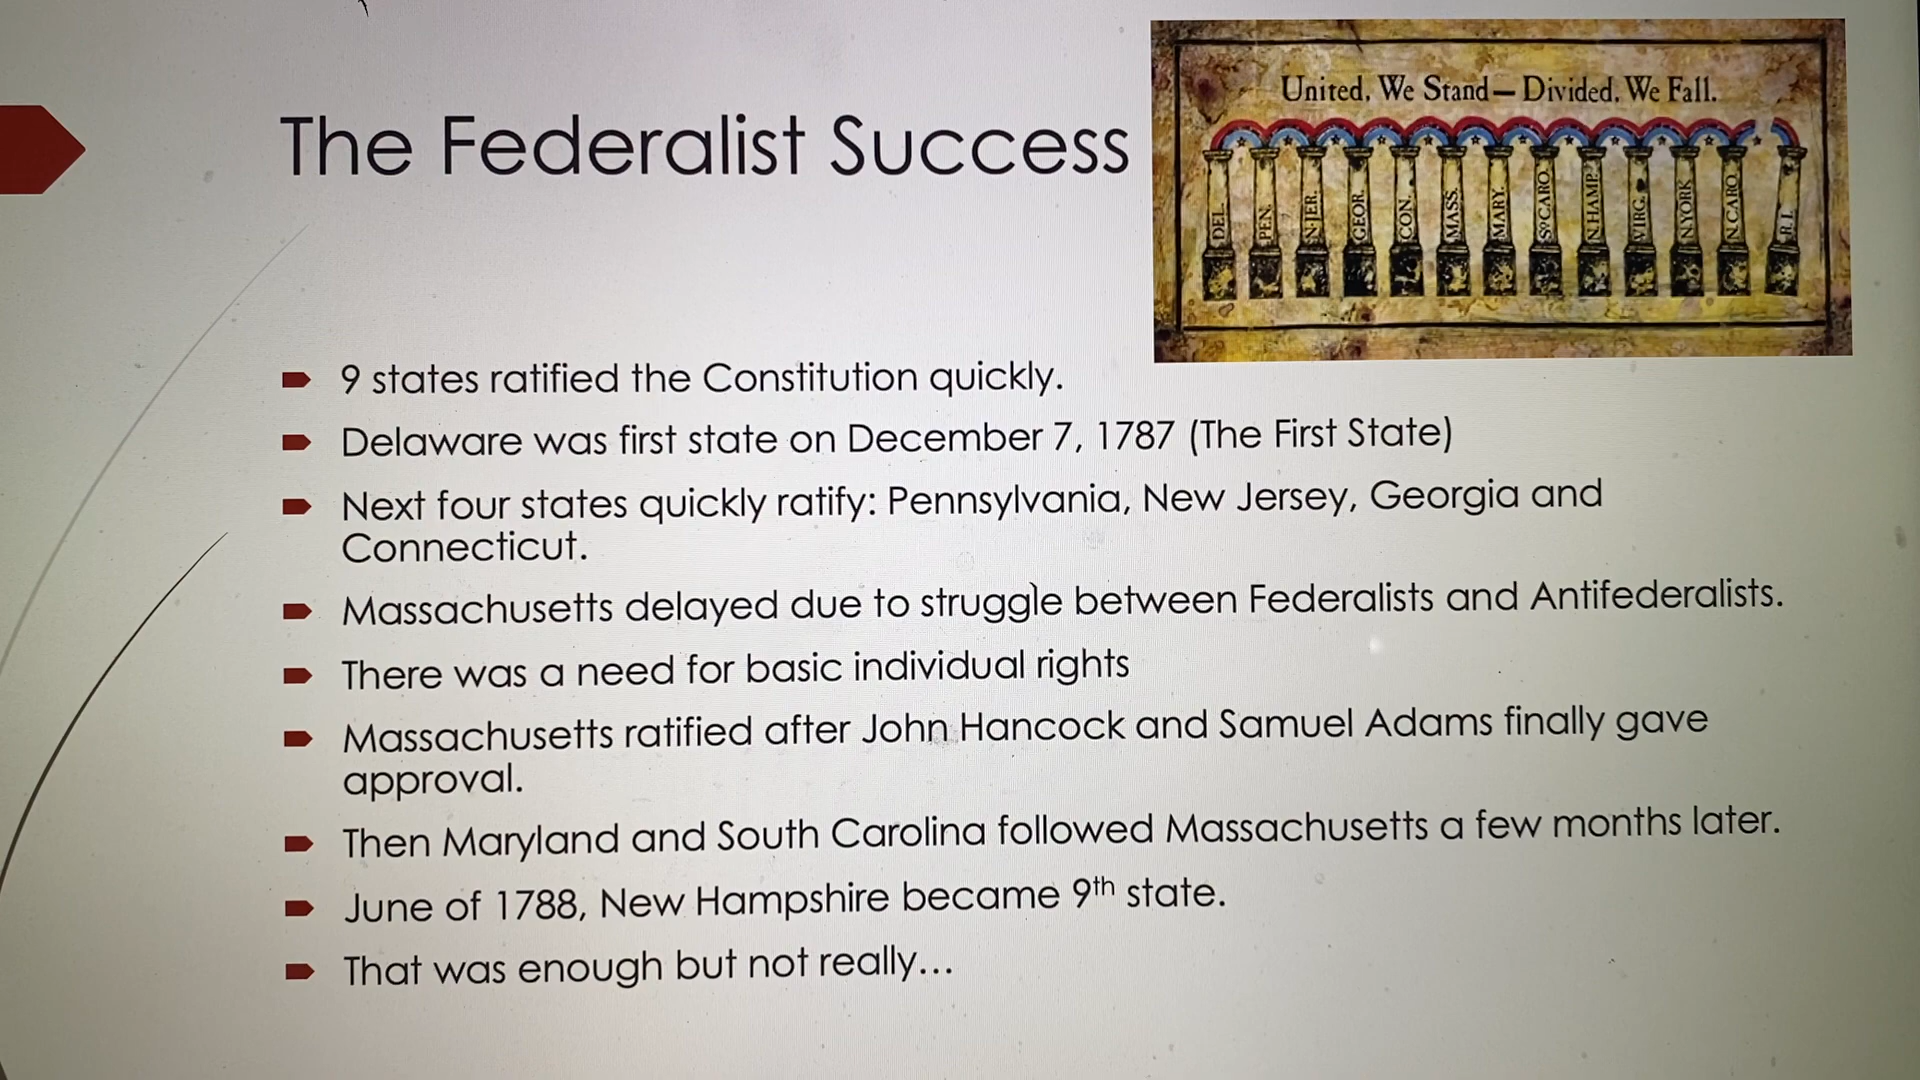 The Federalist Success
United, We Stand — Divided, We Fall.
DEL.
PEN.
N·JER.
GEOR.
CON.
MASS.
MARY.
SoCARO.
N.HAMP.
VIRG.
N.YORK
N.CARO.
R.I.
9 states ratified the Constitution quickly.
Delaware was first state on December 7, 1787 (The First State)
Next four states quickly ratify: Pennsylvania, New Jersey, Georgia and
Connecticut.
Massachusetts delayed due to struggle between Federalists and Antifederalists.
There was a need for basic individual rights
Massachusetts ratified after John Hancock and Samuel Adams finally gave
approval.
Then Maryland and South Carolina followed Massachusetts a few months later.
June of 1788, New Hampshire became 9th state.
That was enough but not really…